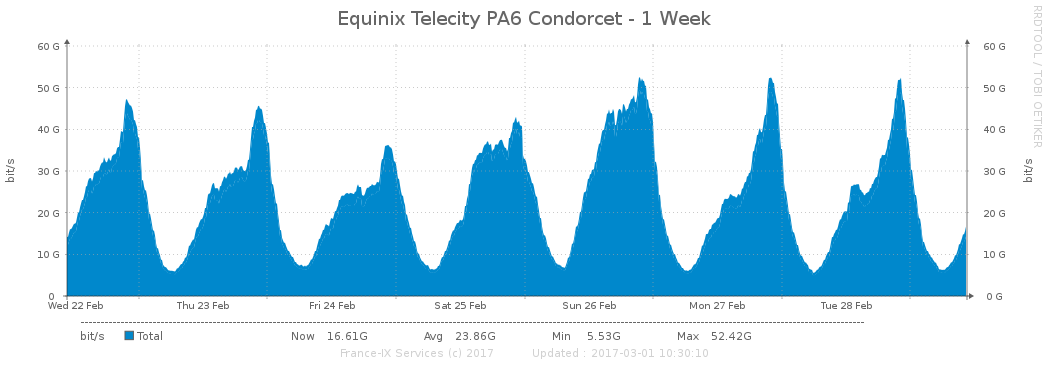 Equinix Telecity PA6 Condorcet - 1 Week
RRDTOOL / TOBI OETIKER
60 G 60 G
50 G 50 G
40 G 40 G
30 G 30 G
20 G 20 G
10 G 10 G
0 0 G
bit/s
bit/s
Wed 22 Feb Thu 23 Feb Fri 24 Feb Sat 25 Feb Sun 26 Feb Mon 27 Feb Tue 28 Feb
bit/s Total Now 16.61G Avg 23.86G Min 5.53G Max 52.42G
France-IX Services (c) 2017 Updated : 2017-03-01 10:30:10